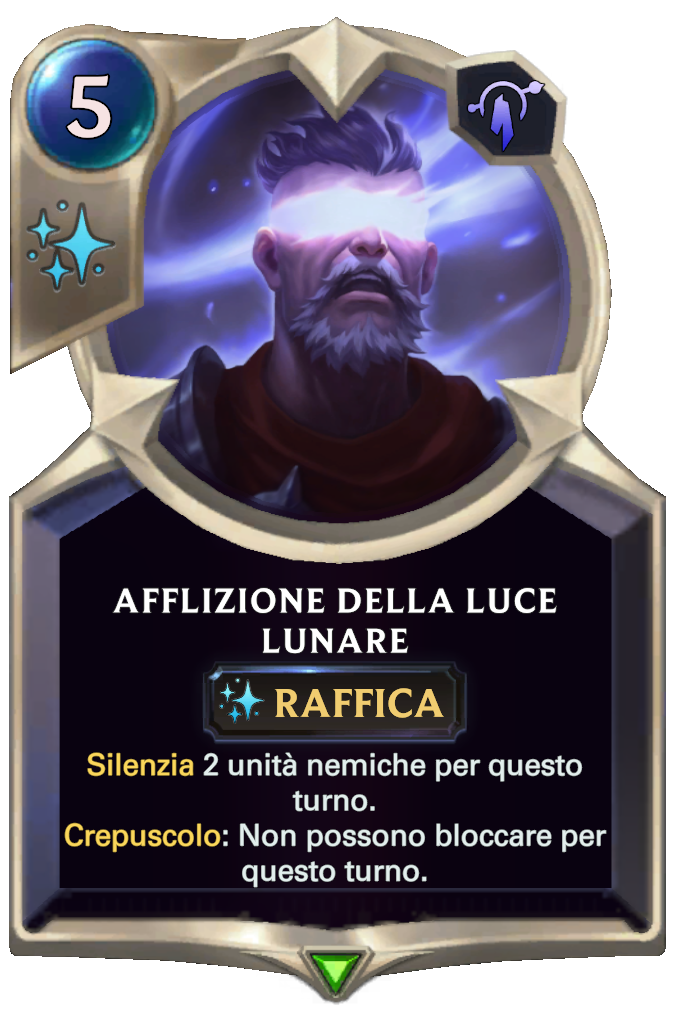 5
AFFLIZIONE DELLA LUCE
LUNARE
RAFFICA
Silenzia 2 unità nemiche per questo
turno.
Crepuscolo: Non possono bloccare per
questo turno.